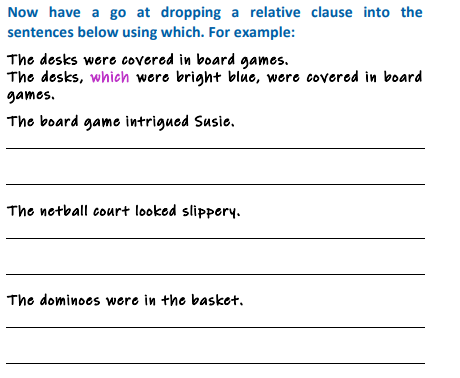 Now have a go at dropping a relative clause into the
sentences below using which. For example:
The desks were covered in board games.
The desks, which were bright blue, were covered in board
games.
The board game intrigued Susie.
The netball court looked slippery.
The dominoes were in the basket.